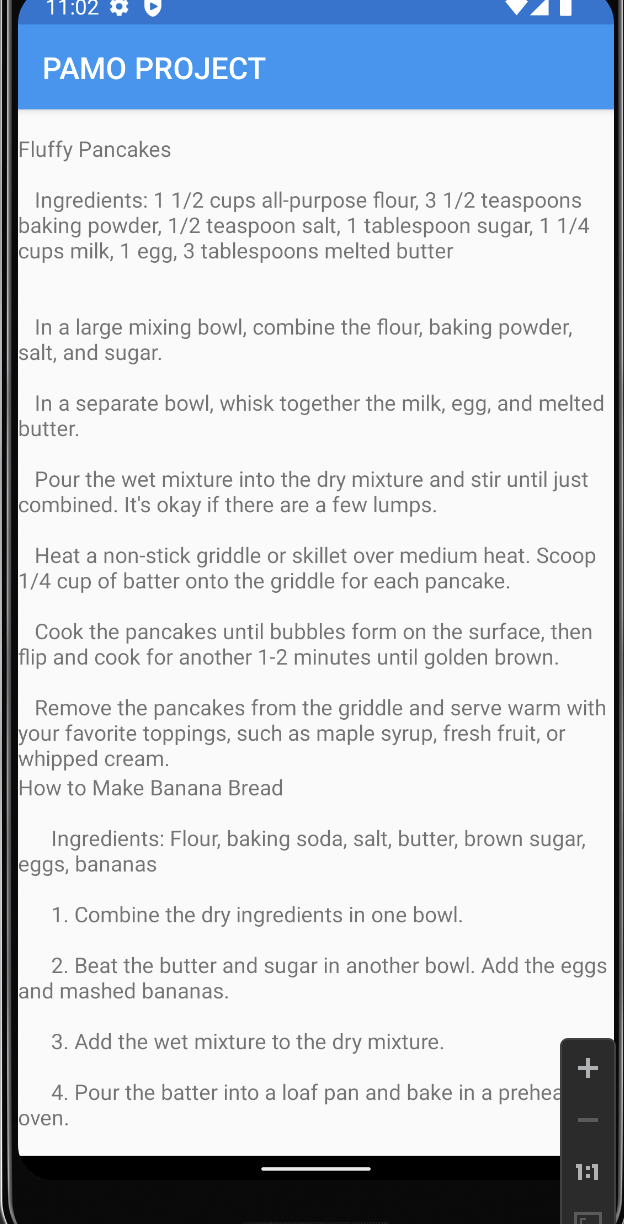 11:02
PAMO PROJECT
Fluffy Pancakes
Ingredients: 1 1/2 cups all-purpose flour, 3 1/2 teaspoons
baking powder, 1/2 teaspoon salt, 1 tablespoon sugar, 1 1/4
cups milk, 1 egg, 3 tablespoons melted butter
In a large mixing bowl, combine the flour, baking powder,
salt, and sugar.
In a separate bowl, whisk together the milk, egg, and melted
butter.
Pour the wet mixture into the dry mixture and stir until just
combined. It's okay if there are a few lumps.
Heat a non-stick griddle or skillet over medium heat. Scoop
1/4 cup of batter onto the griddle for each pancake.
Cook the pancakes until bubbles form on the surface, then
flip and cook for another 1-2 minutes until golden brown.
Remove the pancakes from the griddle and serve warm with
your favorite toppings, such as maple syrup, fresh fruit, or
whipped cream.
How to Make Banana Bread
Ingredients: Flour, baking soda, salt, butter, brown sugar,
eggs, bananas
1. Combine the dry ingredients in one bowl.
2. Beat the butter and sugar in another bowl. Add the eggs
and mashed bananas.
3. Add the wet mixture to the dry mixture.
4. Pour the batter into a loaf pan and bake in a prehea
oven.
1:1